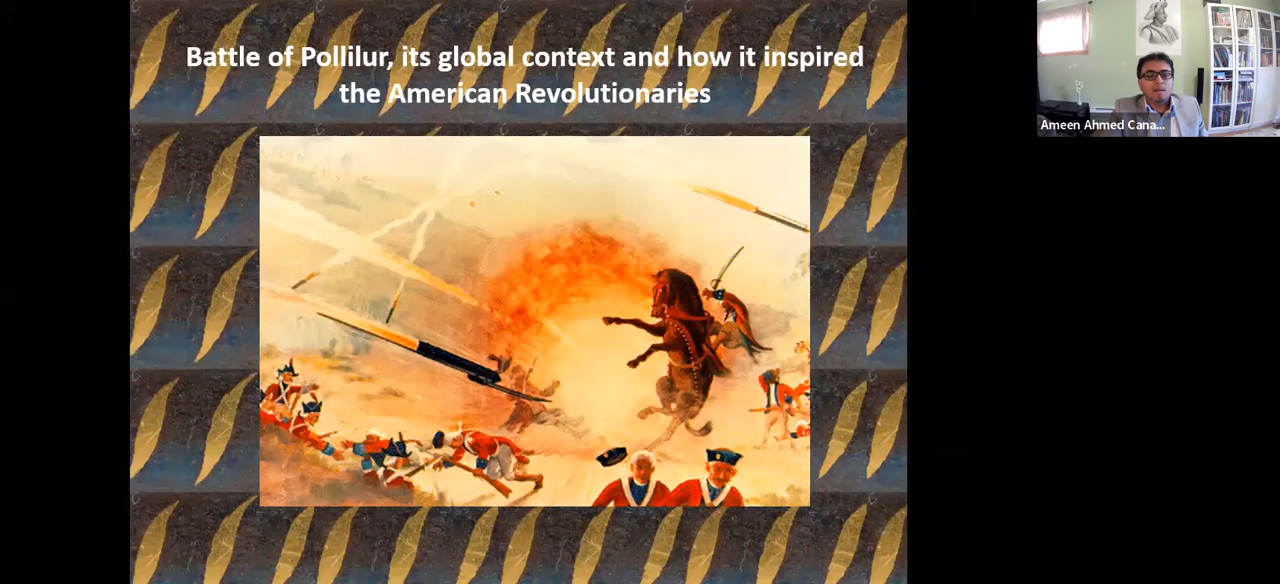 Battle of Pollilur, its global context and how it inspired
the American Revolutionaries
Ameen Ahmed Cana...